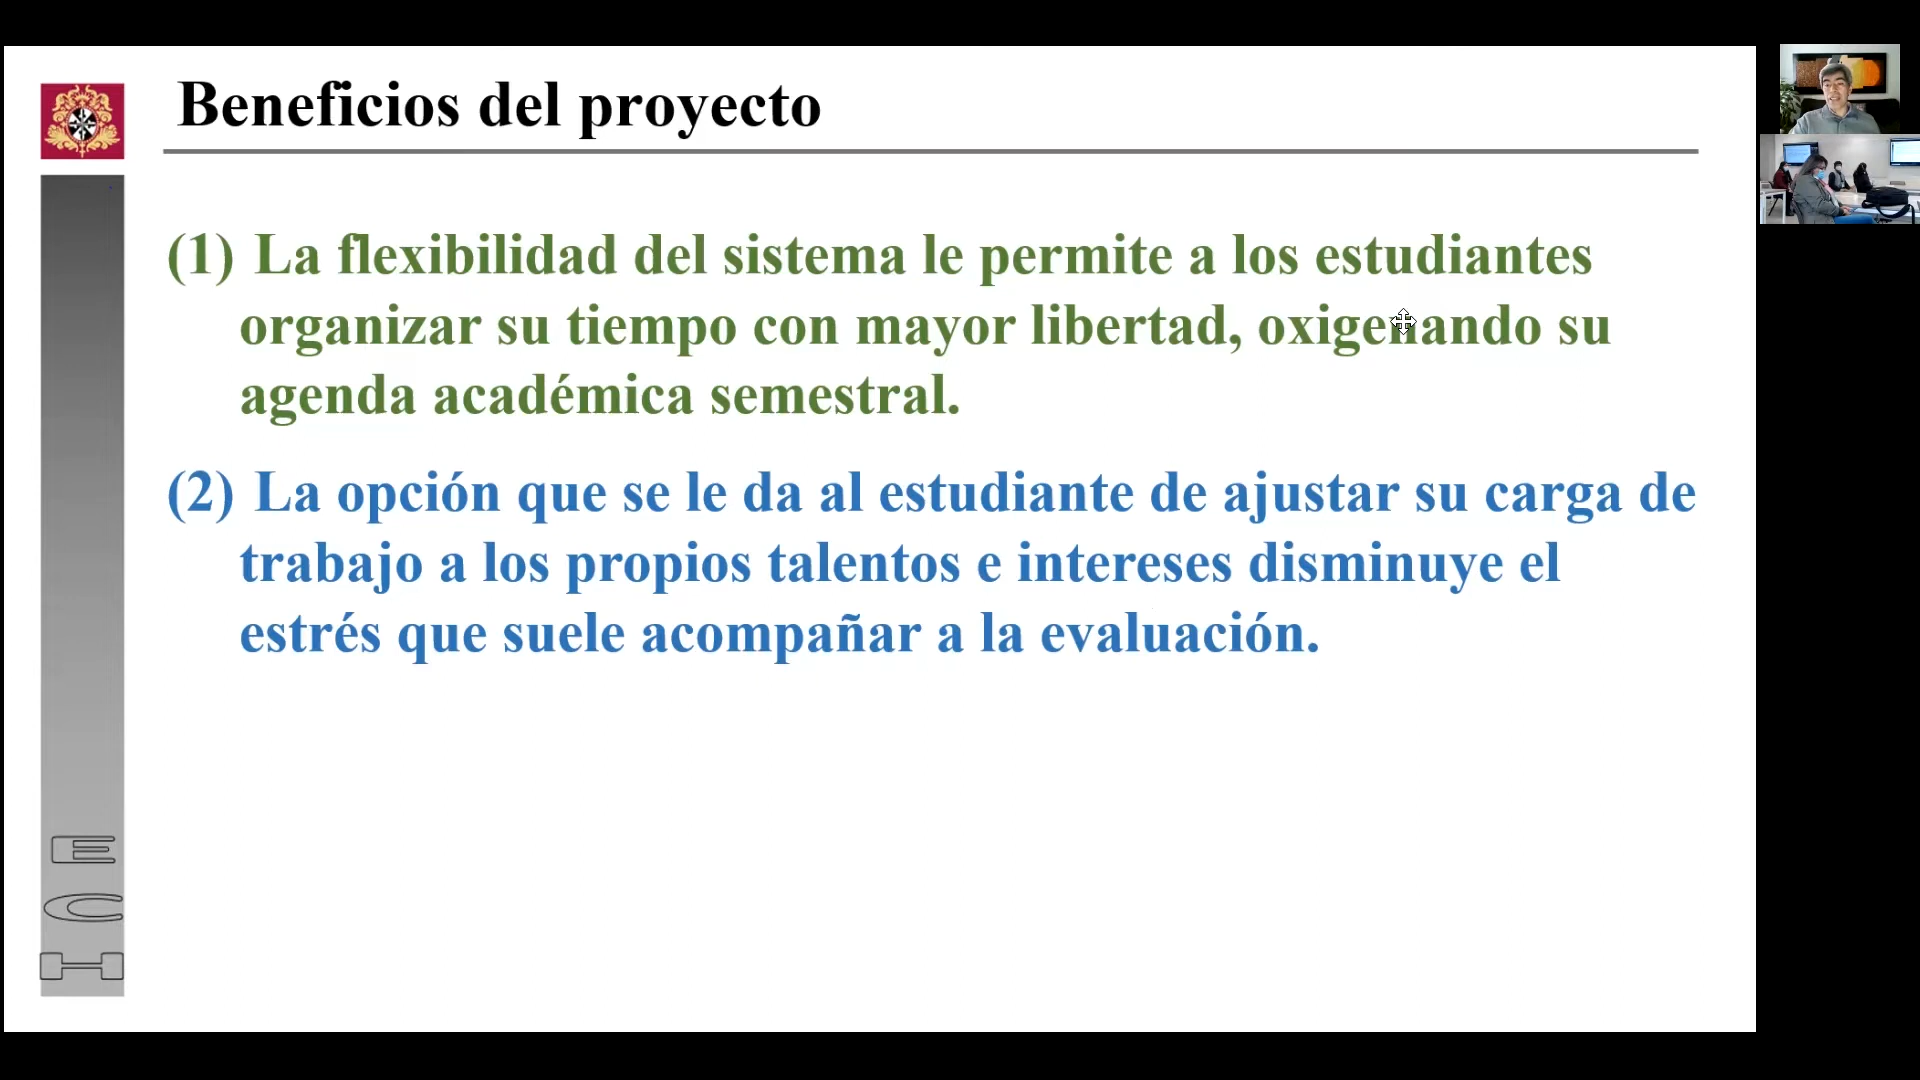 Beneficios del proyecto
(1) La flexibilidad del sistema le permite a los estudiantes
organizar su tiempo con mayor libertad, oxigenando su
agenda académica semestral.
(2) La opción que se le da al estudiante de ajustar su carga de
trabajo a los propios talentos e intereses disminuye el
estrés que suele acompañar a la evaluación.
E
C
H